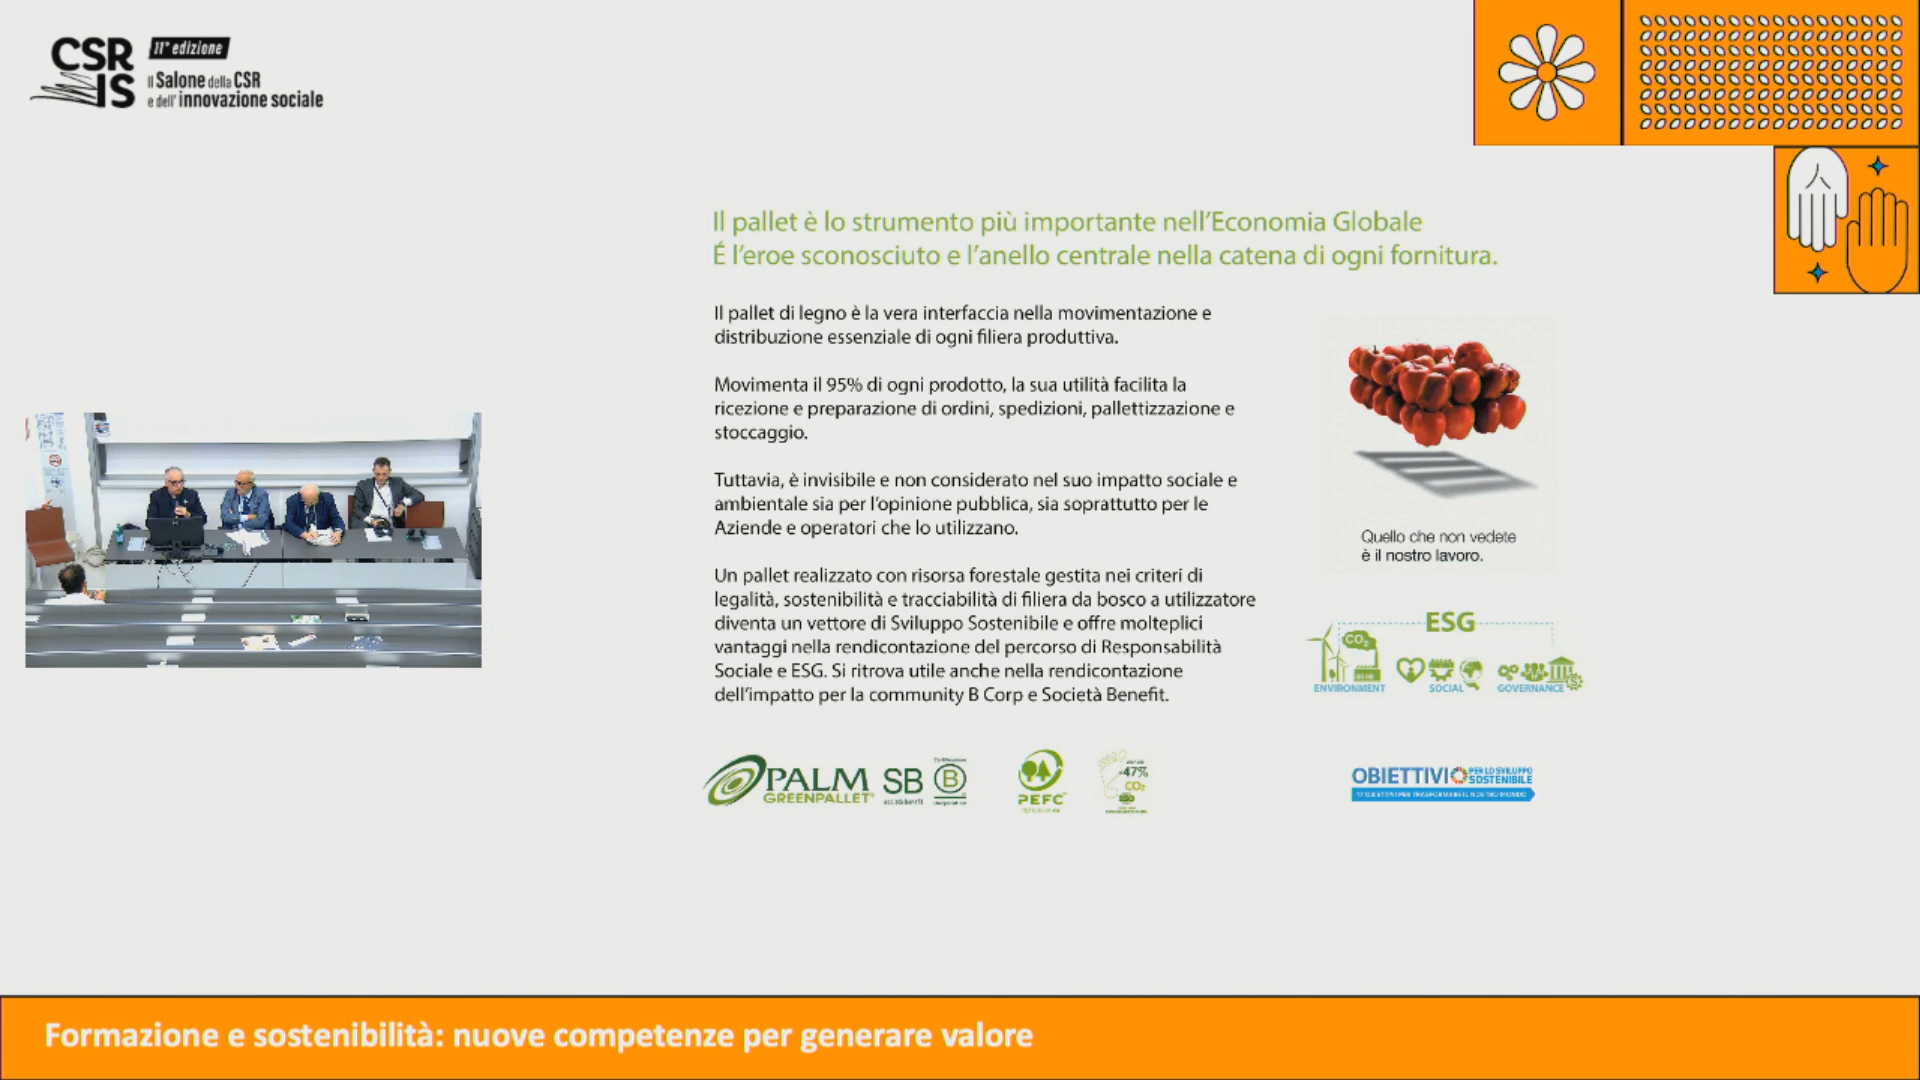 CSR
IS
11° edizione
Il Salone della CSR
e dell'innovazione sociale
Il pallet è lo strumento più importante nell'Economia Globale
É l'eroe sconosciuto e l'anello centrale nella catena di ogni fornitura.
Il pallet di legno è la vera interfaccia nella movimentazione e
distribuzione essenziale di ogni filiera produttiva.
Movimenta il 95% di ogni prodotto, la sua utilità facilita la
ricezione e preparazione di ordini, spedizioni, pallettizzazione e
stoccaggio.
Tuttavia, è invisibile e non considerato nel suo impatto sociale e
ambientale sia per l'opinione pubblica, sia soprattutto per le
Aziende e operatori che lo utilizzano.
Un pallet realizzato con risorsa forestale gestita nei criteri di
legalità, sostenibilità e tracciabilità di filiera da bosco a utilizzatore
diventa un vettore di Sviluppo Sostenibile e offre molteplici
vantaggi nella rendicontazione del percorso di Responsabilità
Sociale e ESG. Si ritrova utile anche nella rendicontazione
dell'impatto per la community B Corp e Società Benefit.
Quello che non vedete
è il nostro lavoro.
ESG
CO₂
ENVIRONMENT
SOCIAL
GOVERNANCE
PALM
GREENPALLET
SB
B
PEFC
-47%
CO₂
OBIETTIVI PER LO SVILUPPO
SOSTENIBILE
17 OBIETTIVI PER TRASFORMARE IL NOSTRO MONDO
Formazione e sostenibilità: nuove competenze per generare valore